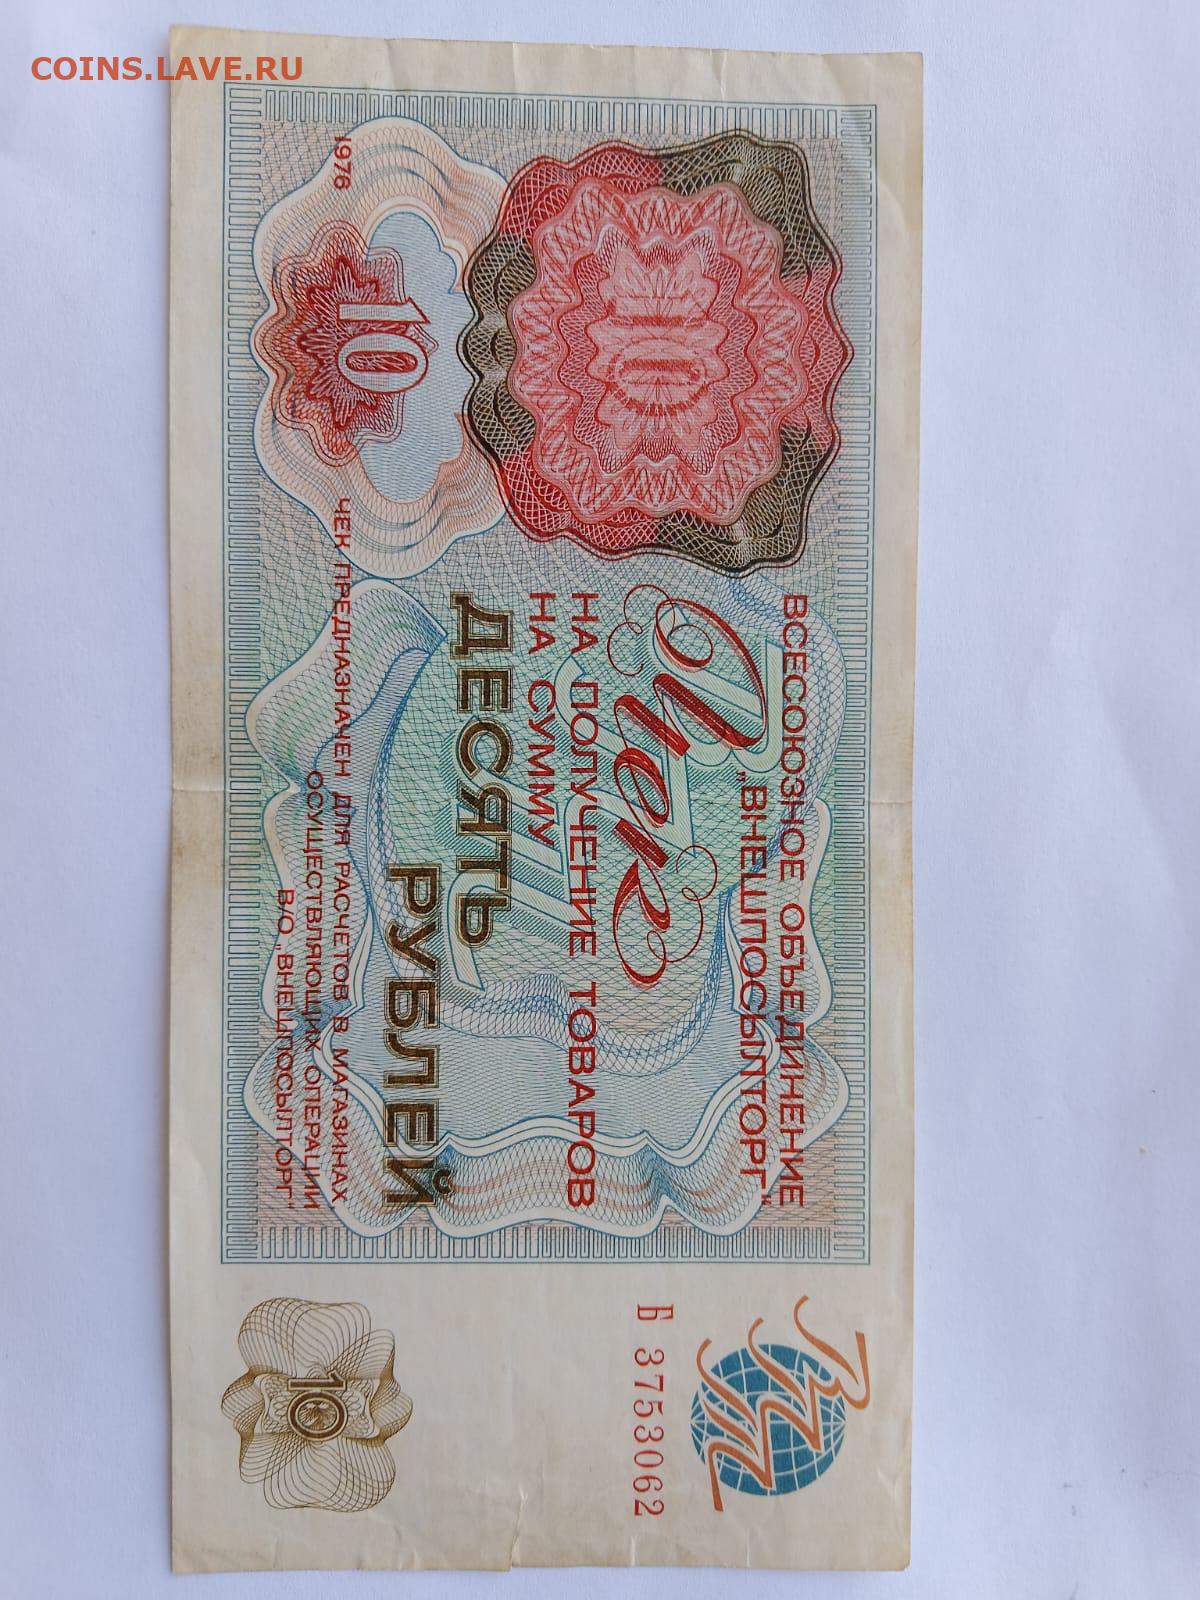 COINS.LAVE.RU
ВСЕСОЮЗНОЕ ОБЪЕДИНЕНИЕ
„ВНЕШПОСЫЛТОРГ"
Чек
НА ПОЛУЧЕНИЕ ТОВАРОВ
НА СУММУ
ДЕСЯТЬ
РУБЛЕЙ
10
10
1976
ЧЕК ПРЕДНАЗНАЧЕН ДЛЯ РАСЧЕТОВ В МАГАЗИНАХ
ОСУЩЕСТВЛЯЮЩИХ ОПЕРАЦИИ
В/О „ВНЕШПОСЫЛТОРГ"
ВПТ
Б 3753062
10